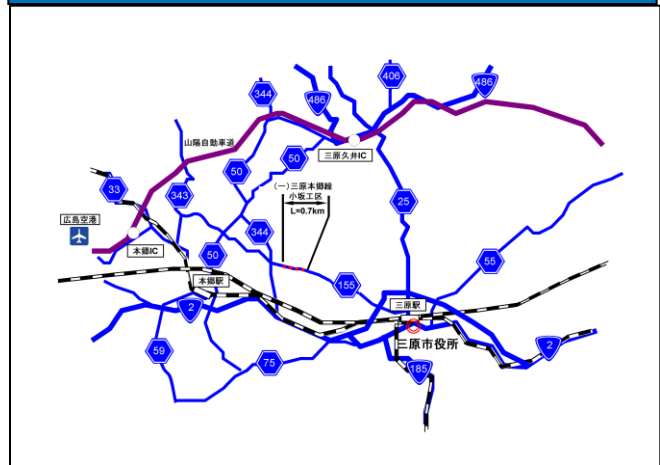 406
344
486
486
山陽自動車道
三原久井IC
50
50
33
(一)三原本郷線
小坂工区
L=0.7km
343
25
広島空港
344
本郷IC
50
55
本郷駅
155
三原駅
2
三原市役所
2
59
75
185